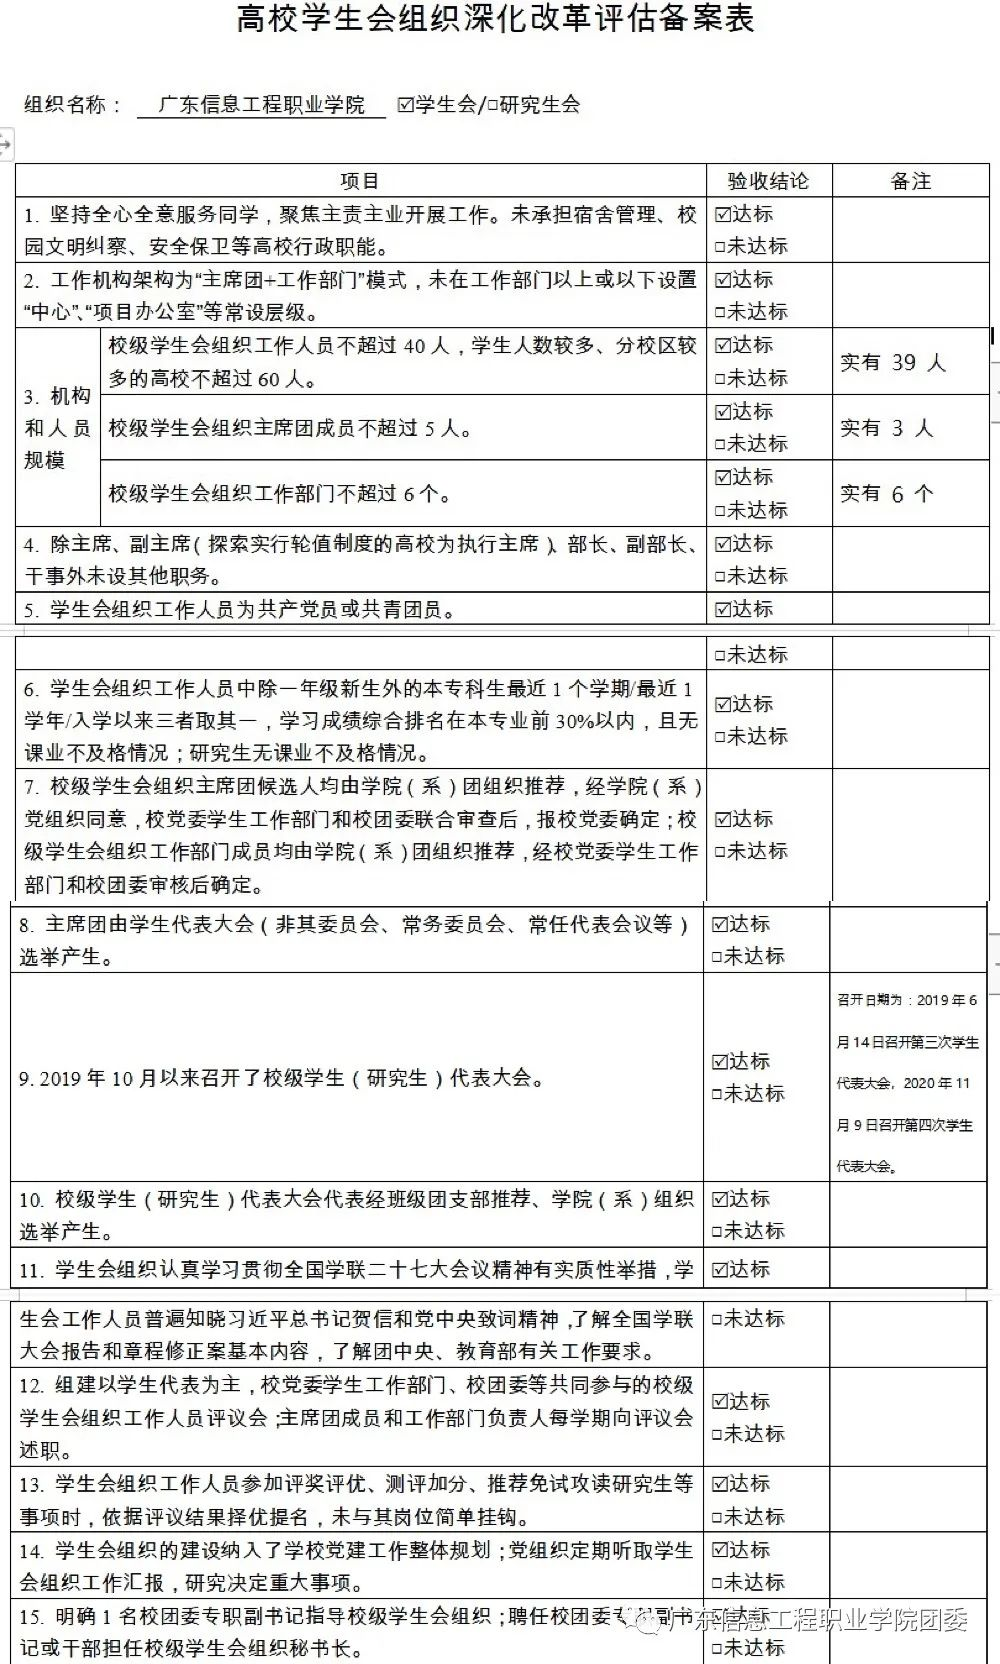 高校学生会组织深化改革评估备案表
组织名称： 广东信息工程职业学院 ☑学生会/□研究生会
项目 验收结论 备注
1. 坚持全心全意服务同学，聚焦主责主业开展工作。未承担宿舍管理、校
园文明纠察、安全保卫等高校行政职能。
☑达标
□未达标
2. 工作机构架构为“主席团+工作部门”模式，未在工作部门以上或以下设置
“中心”、“项目办公室”等常设层级。
☑达标
□未达标
3. 机构
和人员
规模
校级学生会组织工作人员不超过 40 人，学生人数较多、分校区较
多的高校不超过 60 人。
☑达标
□未达标
实有 39 人
校级学生会组织主席团成员不超过 5 人。
☑达标
□未达标
实有 3 人
校级学生会组织工作部门不超过 6 个。
☑达标
□未达标
实有 6 个
4. 除主席、副主席（探索实行轮值制度的高校为执行主席）、部长、副部长、
干事外未设其他职务。
☑达标
□未达标
5. 学生会组织工作人员为共产党员或共青团员。
☑达标
□未达标
6. 学生会组织工作人员中除一年级新生外的本专科生最近 1 个学期/最近 1
学年/入学以来三者取其一，学习成绩综合排名在本专业前 30%以内，且无
课业不及格情况；研究生无课业不及格情况。
☑达标
□未达标
7. 校级学生会组织主席团候选人均由学院（系）团组织推荐，经学院（系）
党组织同意，校党委学生工作部门和校团委联合审查后，报校党委确定；校
级学生会组织工作部门成员均由学院（系）团组织推荐，经校党委学生工作
部门和校团委审核后确定。
☑达标
□未达标
8. 主席团由学生代表大会（非其委员会、常务委员会、常任代表会议等）
选举产生。
☑达标
□未达标
9. 2019 年 10 月以来召开了校级学生（研究生）代表大会。
☑达标
□未达标
召开日期为：2019 年 6
月 14 日召开第三次学生
代表大会，2020 年 11
月 9 日召开第四次学生
代表大会。
10. 校级学生（研究生）代表大会代表经班级团支部推荐、学院（系）组织
选举产生。
☑达标
□未达标
11. 学生会组织认真学习贯彻全国学联二十七大会议精神有实质性举措，学
☑达标
生会工作人员普遍知晓习近平总书记贺信和党中央致词精神，了解全国学联
大会报告和章程修正案基本内容，了解团中央、教育部有关工作要求。
□未达标
12. 组建以学生代表为主，校党委学生工作部门、校团委等共同参与的校级
学生会组织工作人员评议会；主席团成员和工作部门负责人每学期向评议会
述职。
☑达标
□未达标
13. 学生会组织工作人员参加评奖评优、测评加分、推荐免试攻读研究生等
事项时，依据评议结果择优提名，未与其岗位简单挂钩。
☑达标
□未达标
14. 学生会组织的建设纳入了学校党建工作整体规划；党组织定期听取学生
会组织工作汇报，研究决定重大事项。
☑达标
□未达标
15. 明确 1 名校团委专职副书记指导校级学生会组织；聘任校团委专职副书
记或干部担任校级学生会组织秘书长。
☑达标
□未达标
广东信息工程职业学院团委